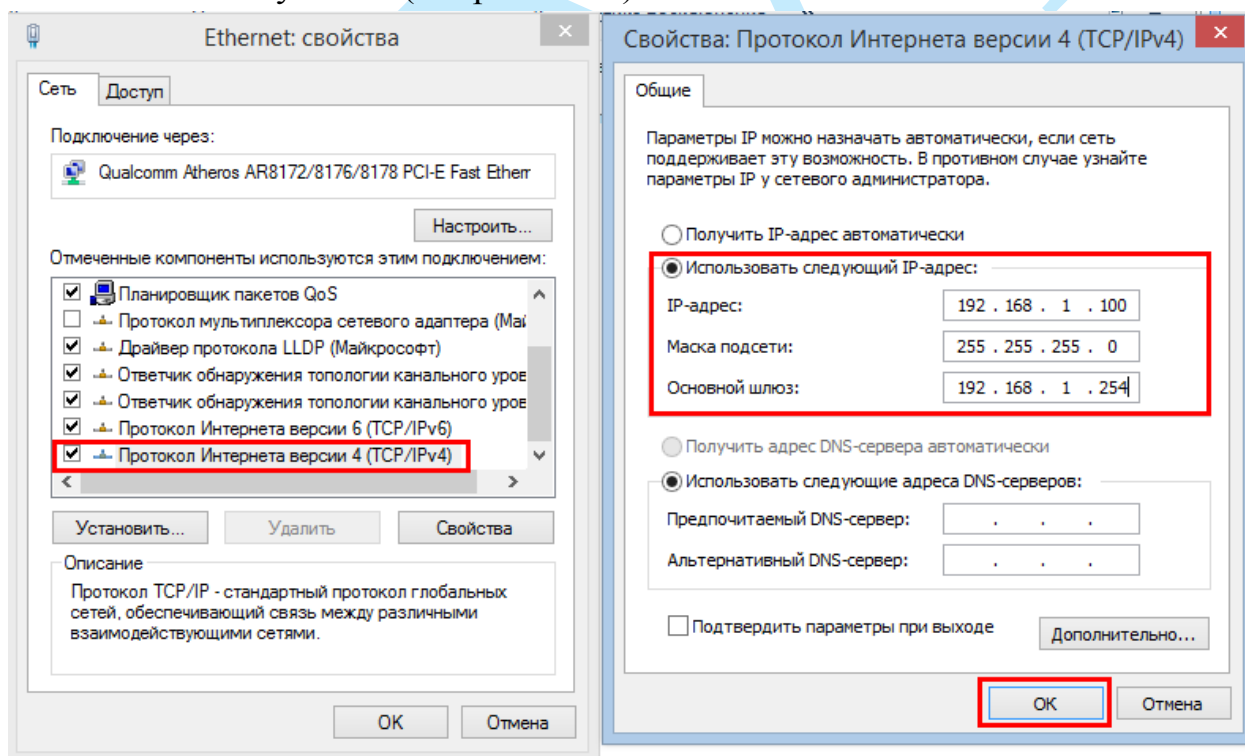 Ethernet: свойства
Сеть
Доступ
Подключение через:
Qualcomm Atheros AR8172/8176/8178 PCI-E Fast Ethern
Настроить...
Отмеченные компоненты используются этим подключением:
Планировщик пакетов QoS
Протокол мультиплексора сетевого адаптера (Май
Драйвер протокола LLDP (Майкрософт)
Ответчик обнаружения топологии канального уров
Ответчик обнаружения топологии канального уров
Протокол Интернета версии 6 (TCP/IPv6)
Протокол Интернета версии 4 (TCP/IPv4)
Установить...
Удалить
Свойства
Описание
Протокол TCP/IP - стандартный протокол глобальных
сетей, обеспечивающий связь между различными
взаимодействующими сетями.
OK
Отмена
Свойства: Протокол Интернета версии 4 (TCP/IPv4)
Общие
Параметры IP можно назначать автоматически, если сеть
поддерживает эту возможность. В противном случае узнайте
параметры IP у сетевого администратора.
Получить IP-адрес автоматически
Использовать следующий IP-адрес:
IP-адрес:
192 . 168 . 1 . 100
Маска подсети:
255 . 255 . 255 . 0
Основной шлюз:
192 . 168 . 1 . 254
Получить адрес DNS-сервера автоматически
Использовать следующие адреса DNS-серверов:
Предпочитаемый DNS-сервер:
. . .
Альтернативный DNS-сервер:
. . .
Подтвердить параметры при выходе
Дополнительно...
OK
Отмена